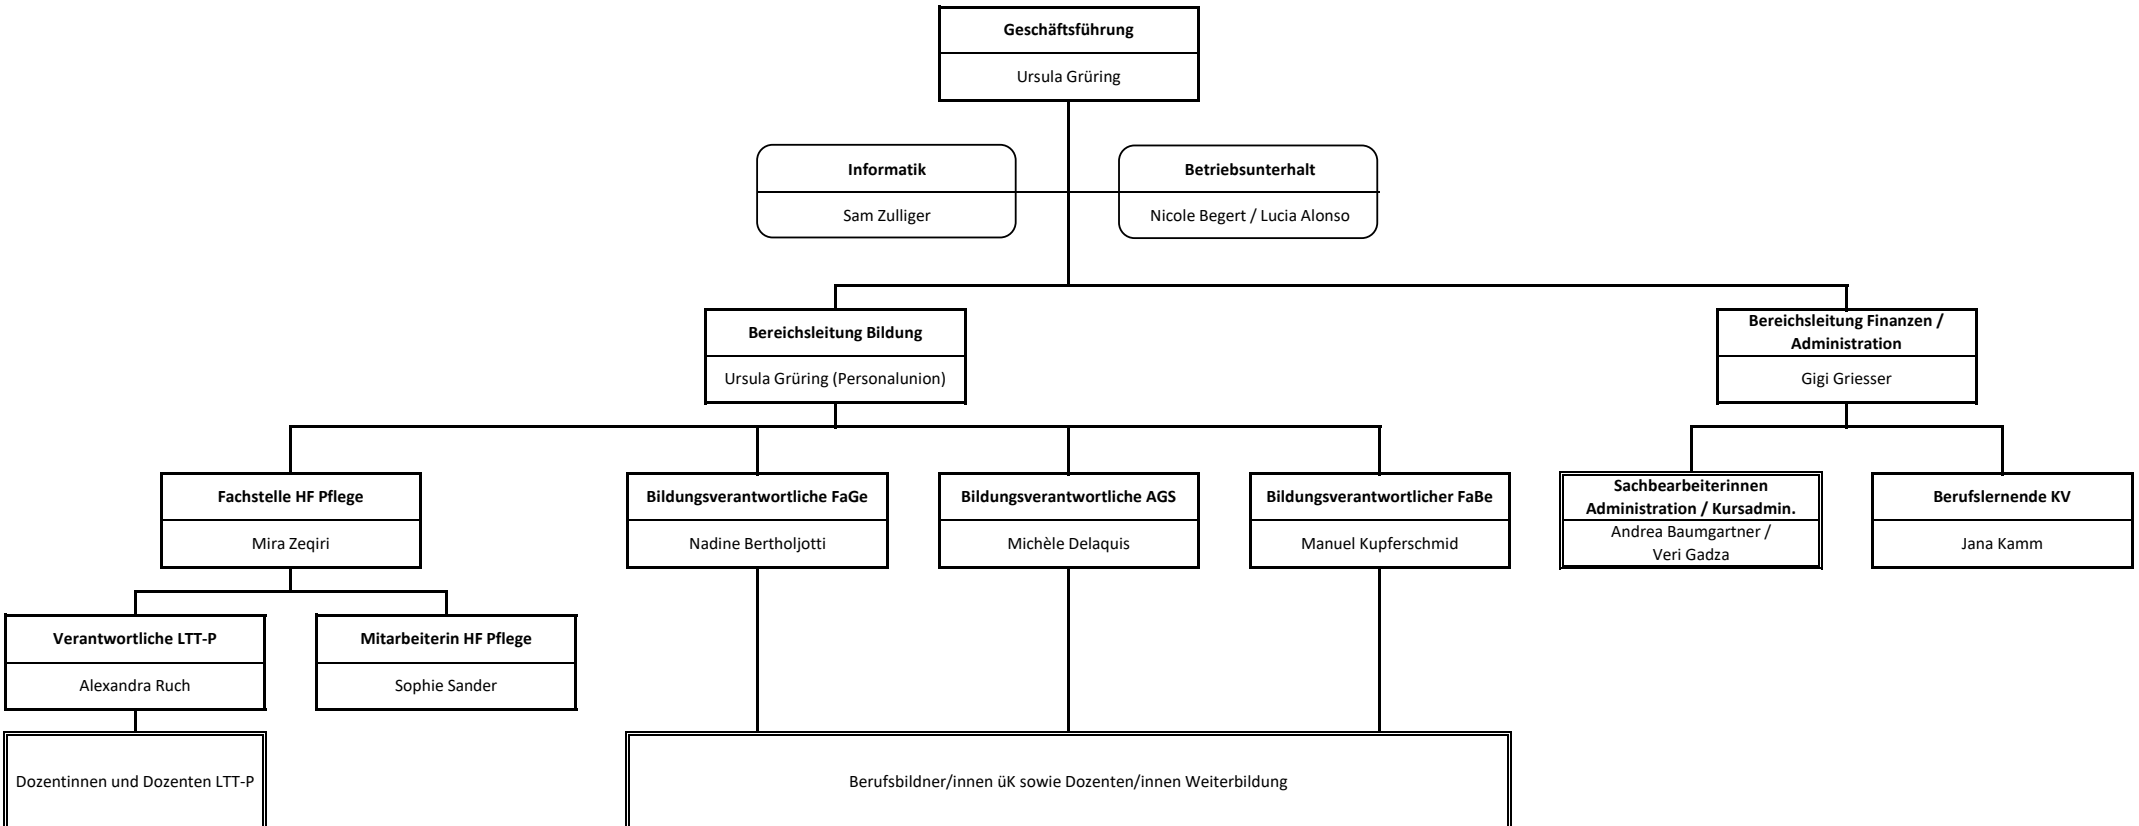 Geschäftsführung
Ursula Grüring
Informatik
Sam Zulliger
Betriebsunterhalt
Nicole Begert / Lucia Alonso
Bereichsleitung Bildung
Ursula Grüring (Personalunion)
Bereichsleitung Finanzen /
Administration
Gigi Griesser
Fachstelle HF Pflege
Mira Zeqiri
Bildungsverantwortliche FaGe
Nadine Bertholjotti
Bildungsverantwortliche AGS
Michèle Delaquis
Bildungsverantwortlicher FaBe
Manuel Kupferschmid
Sachbearbeiterinnen
Administration / Kursadmin.
Andrea Baumgartner /
Veri Gadza
Berufslernende KV
Jana Kamm
Verantwortliche LTT-P
Alexandra Ruch
Mitarbeiterin HF Pflege
Sophie Sander
Dozentinnen und Dozenten LTT-P
Berufsbildner/innen üK sowie Dozenten/innen Weiterbildung